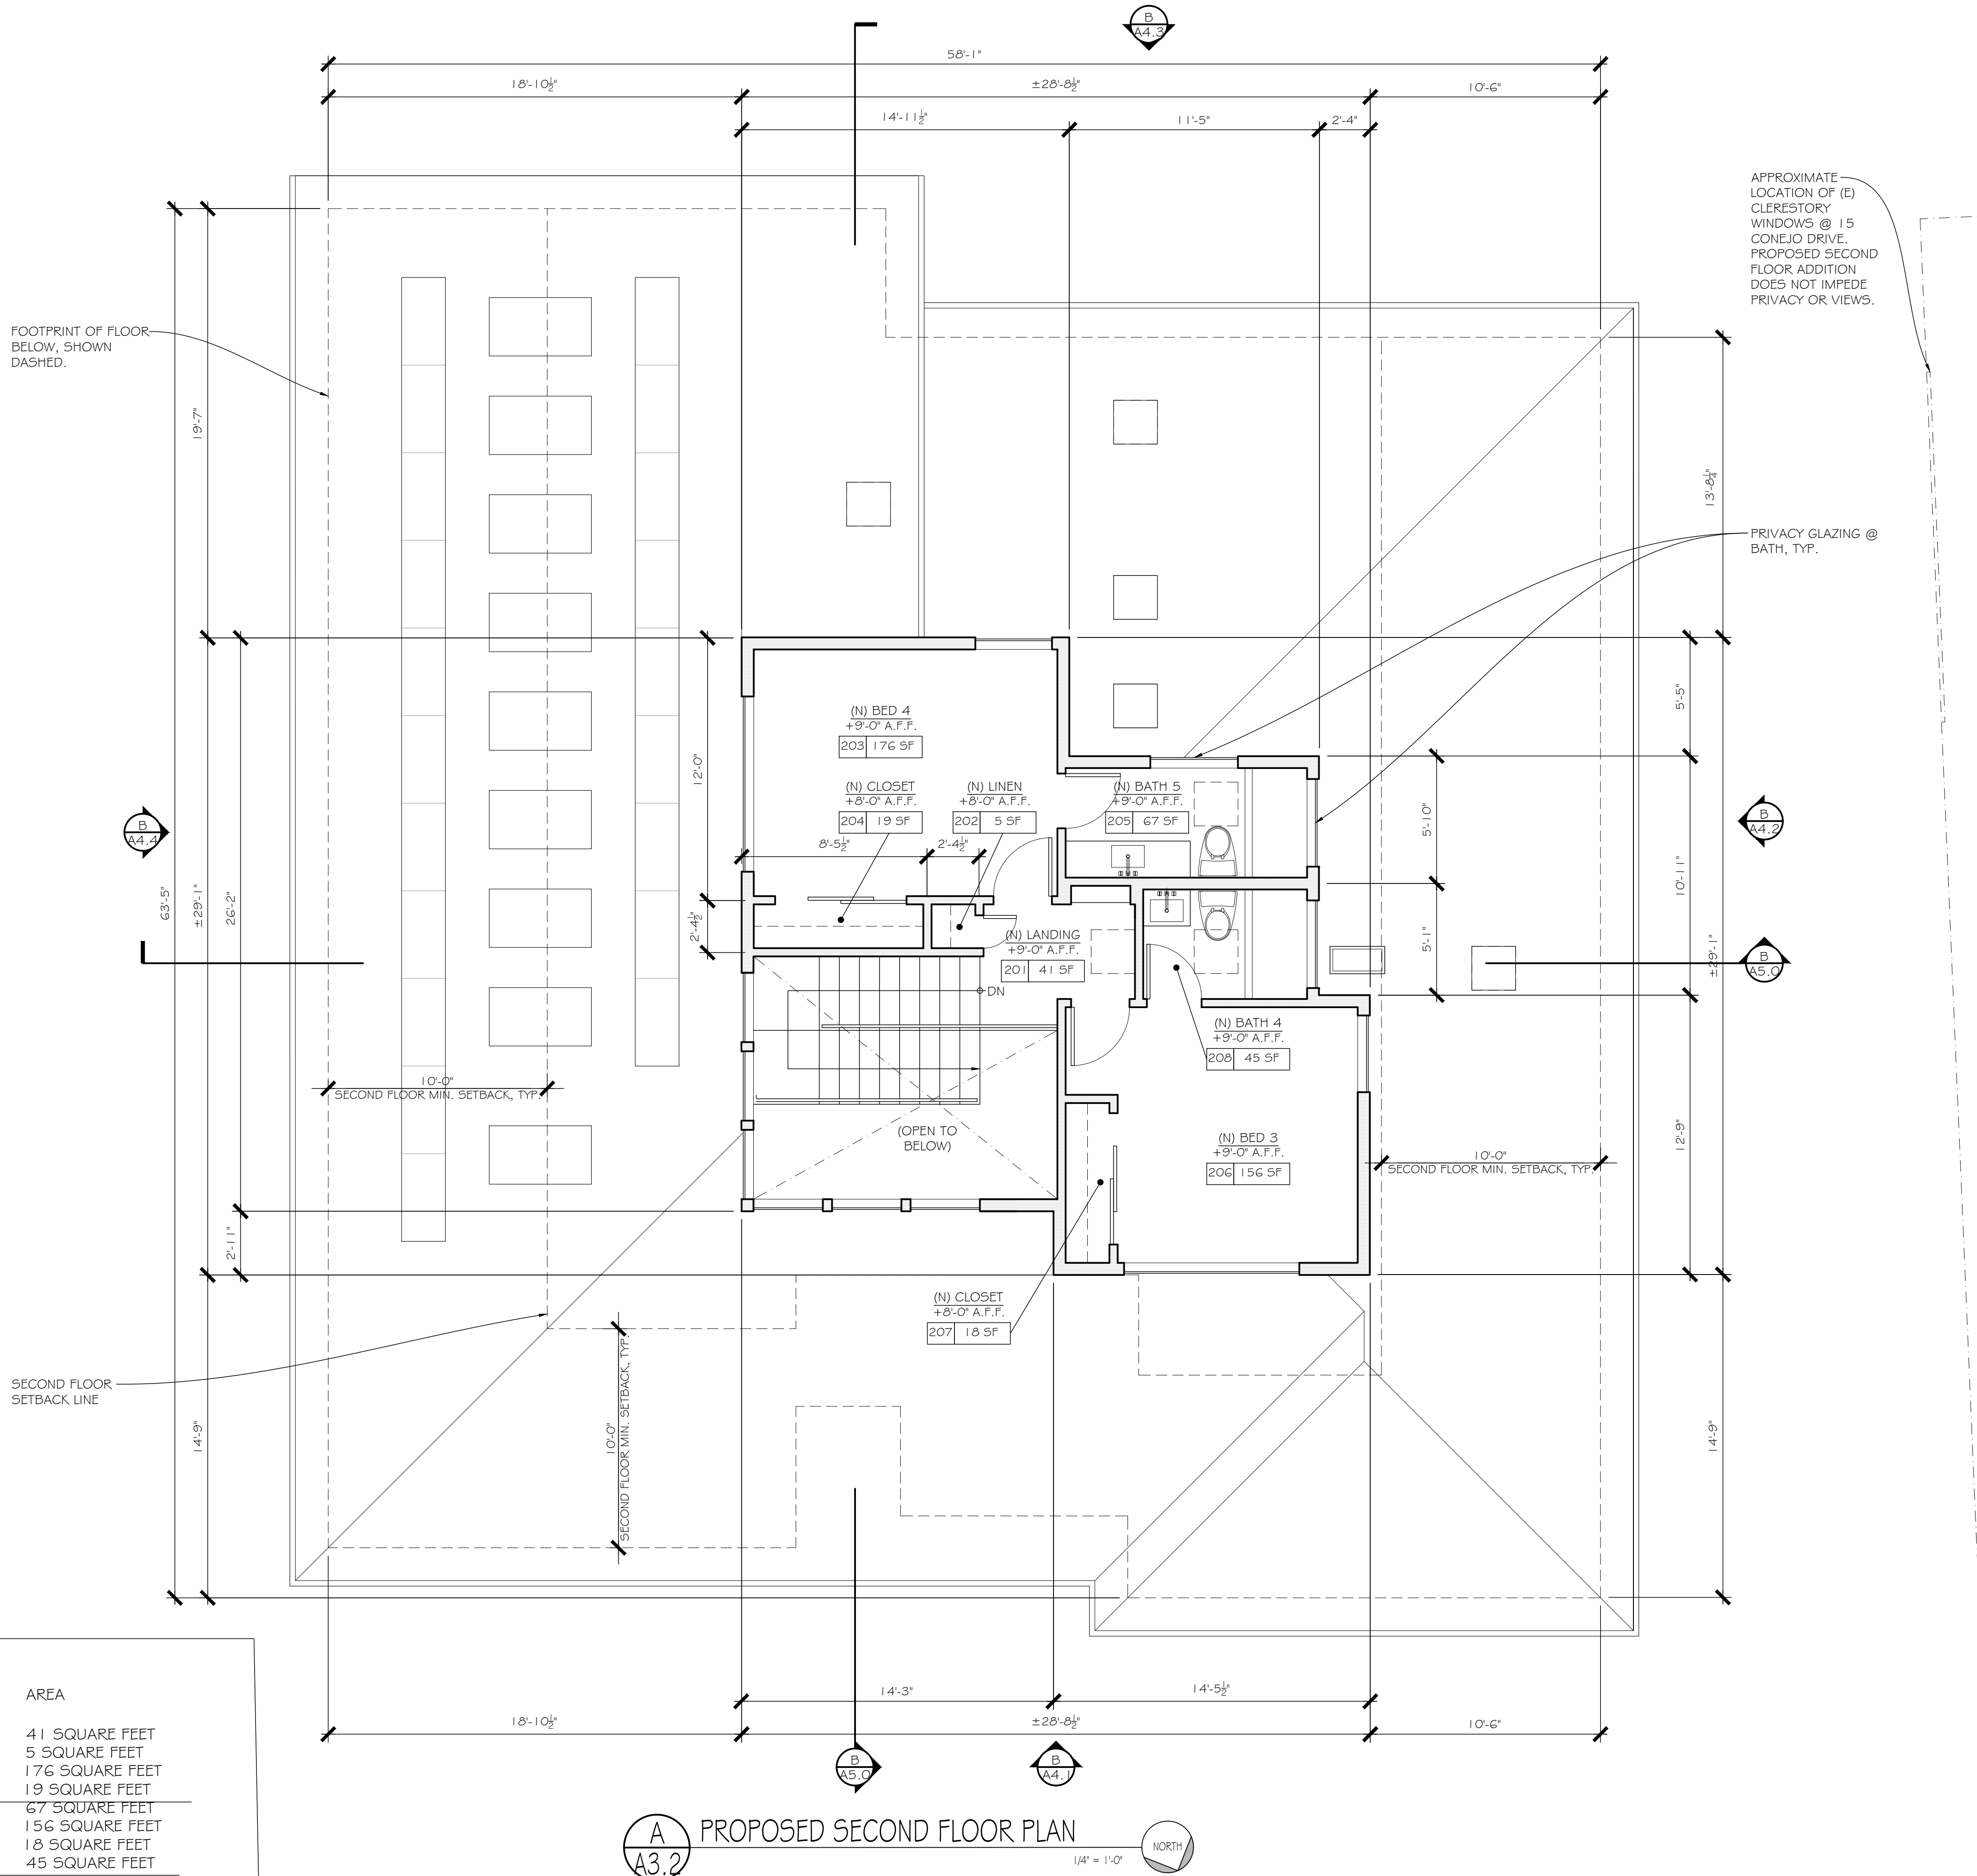 B
A4.3
58'-1"
18'-10½"
±28'-8½"
10'-6"
14'-11½"
11'-5"
2'-4"
APPROXIMATE
LOCATION OF (E)
CLERESTORY
WINDOWS @ 15
CONEJO DRIVE.
PROPOSED SECOND
FLOOR ADDITION
DOES NOT IMPEDE
PRIVACY OR VIEWS.
FOOTPRINT OF FLOOR
BELOW, SHOWN
DASHED.
19'-7"
13'-8¼"
PRIVACY GLAZING @
BATH, TYP.
5'-5"
(N) BED 4
+9'-0" A.F.F.
203 176 SF
12'-0"
(N) CLOSET
+8'-0" A.F.F.
204 19 SF
(N) LINEN
+8'-0" A.F.F.
202 5 SF
(N) BATH 5
+9'-0" A.F.F.
205 67 SF
8'-5½"
2'-4½"
5'-10"
B
A4.4
B
A4.2
63'-5"
±29'-1"
26'-2"
10'-11"
2'-4½"
(N) LANDING
+9'-0" A.F.F.
201 41 SF
5'-1"
±29'-1"
B
A5.0
DN
(N) BATH 4
+9'-0" A.F.F.
208 45 SF
10'-0"
SECOND FLOOR MIN. SETBACK, TYP.
(OPEN TO
BELOW)
(N) BED 3
+9'-0" A.F.F.
206 156 SF
12'-9"
10'-0"
SECOND FLOOR MIN. SETBACK, TYP.
2'-11"
(N) CLOSET
+8'-0" A.F.F.
207 18 SF
SECOND FLOOR
SETBACK LINE
10'-0"
SECOND FLOOR MIN. SETBACK, TYP.
14'-9"
14'-9"
14'-3"
14'-5½"
18'-10½"
±28'-8½"
10'-6"
B
A5.0
B
A4.1
AREA
41 SQUARE FEET
5 SQUARE FEET
176 SQUARE FEET
19 SQUARE FEET
67 SQUARE FEET
156 SQUARE FEET
18 SQUARE FEET
45 SQUARE FEET
A
A3.2
PROPOSED SECOND FLOOR PLAN
1/4" = 1'-0"
NORTH